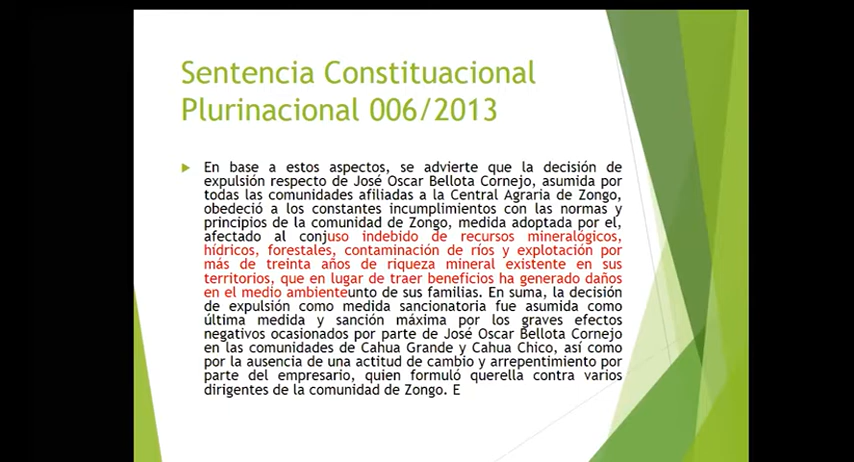 Sentencia Constituacional
Plurinacional 006/2013
En base a estos aspectos, se advierte que la decisión de
expulsión respecto de José Oscar Bellota Cornejo, asumida por
todas las comunidades afiliadas a la Central Agraria de Zongo,
obedeció a los constantes incumplimientos con las normas y
principios de la comunidad de Zongo, medida adoptada por el,
afectado al conjuso indebido de recursos mineralógicos,
hídricos, forestales, contaminación de ríos y explotación por
más de treinta años de riqueza mineral existente en sus
territorios, que en lugar de traer beneficios ha generado daños
en el medio ambienteunto de sus familias. En suma, la decisión
de expulsión como medida sancionatoria fue asumida como
última medida y sanción máxima por los graves efectos
negativos ocasionados por parte de José Oscar Bellota Cornejo
en las comunidades de Cahua Grande y Cahua Chico, así como
por la ausencia de una actitud de cambio y arrepentimiento por
parte del empresario, quien formuló querella contra varios
dirigentes de la comunidad de Zongo. E